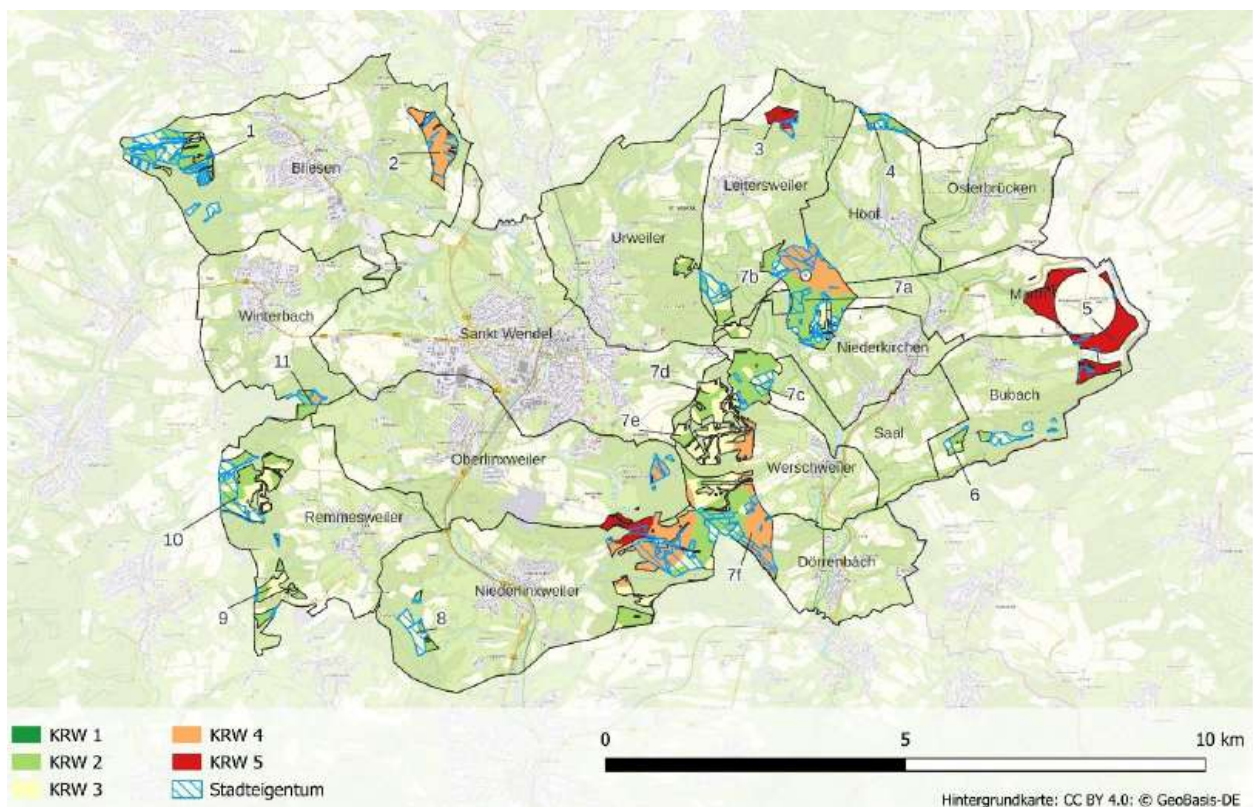 1
2
Bliesen
3
Leitersweiler
4
Osterbrücken
Hoof
Urweiler
7b
7a
5
Winterbach
Sankt Wendel
Niederkirchen
11
7d
7c
Bubach
7e
Saal
Oberlinxweiler
Werschweiler
6
10
Remmesweiler
Dörrenbach
7f
Niederlinxweiler
9
8
KRW 1
KRW 2
KRW 3
KRW 4
KRW 5
Stadteigentum
0
5
10 km
Hintergrundkarte: CC BY 4.0: © GeoBasis-DE